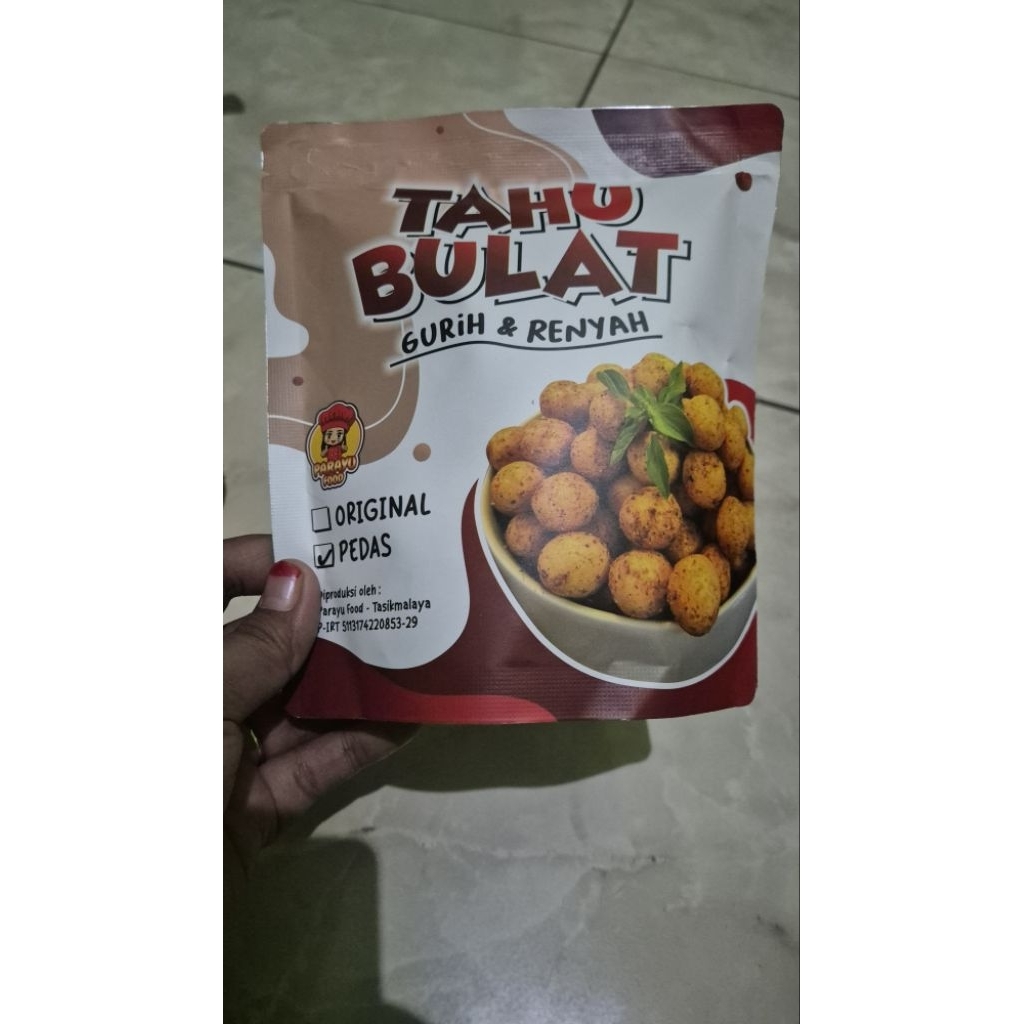 TAHU
BULAT
GURiH & RENYAH
PARAYU
FOOD
ORIGINAL
PEDAS
Diproduksi oleh :
Parayu Food - Tasikmalaya
P-IRT 5113174220853-29